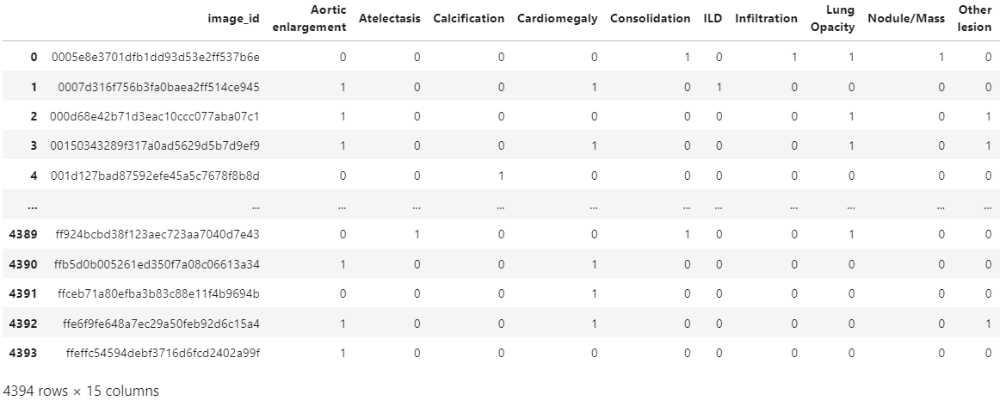 image_id Aortic enlargement Atelectasis Calcification Cardiomegaly Consolidation ILD Infiltration Lung Opacity Nodule/Mass Other lesion
0 0005e8e3701dfb1dd93d53e2ff537b6e 0 0 0 0 1 0 1 1 1 0
1 0007d316f756b3fa0baea2ff514ce945 1 0 0 1 0 1 0 0 0 0
2 000d68e42b71d3eac10ccc077aba07c1 1 0 0 0 0 0 0 1 0 1
3 00150343289f317a0ad5629d5b7d9ef9 1 0 0 1 0 0 0 1 0 1
4 001d127bad87592efe45a5c7678f8b8d 0 0 1 0 0 0 0 0 0 0
... ... ... ... ... ... ... ... ... ... ... ...
4389 ff924bcbd38f123aec723aa7040d7e43 0 1 0 0 1 0 0 1 0 0
4390 ffb5d0b005261ed350f7a08c06613a34 1 0 0 1 0 0 0 0 0 0
4391 ffceb71a80efba3b83c88e11f4b9694b 0 0 0 1 0 0 0 0 0 0
4392 ffe6f9fe648a7ec29a50feb92d6c15a4 1 0 0 1 0 0 0 0 0 1
4393 ffeffc54594debf3716d6fcd2402a99f 1 0 0 0 0 0 0 0 0 0
4394 rows × 15 columns